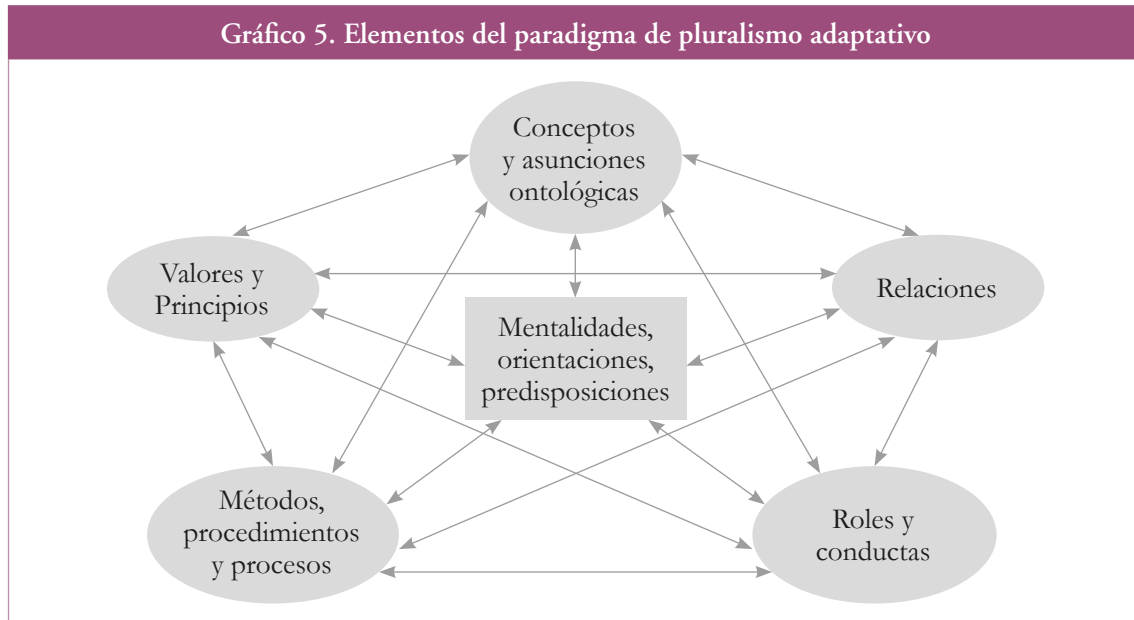 Gráfico 5. Elementos del paradigma de pluralismo adaptativo
Conceptos
y asunciones
ontológicas
Valores y
Principios
Relaciones
Mentalidades,
orientaciones,
predisposiciones
Métodos,
procedimientos
y procesos
Roles y
conductas